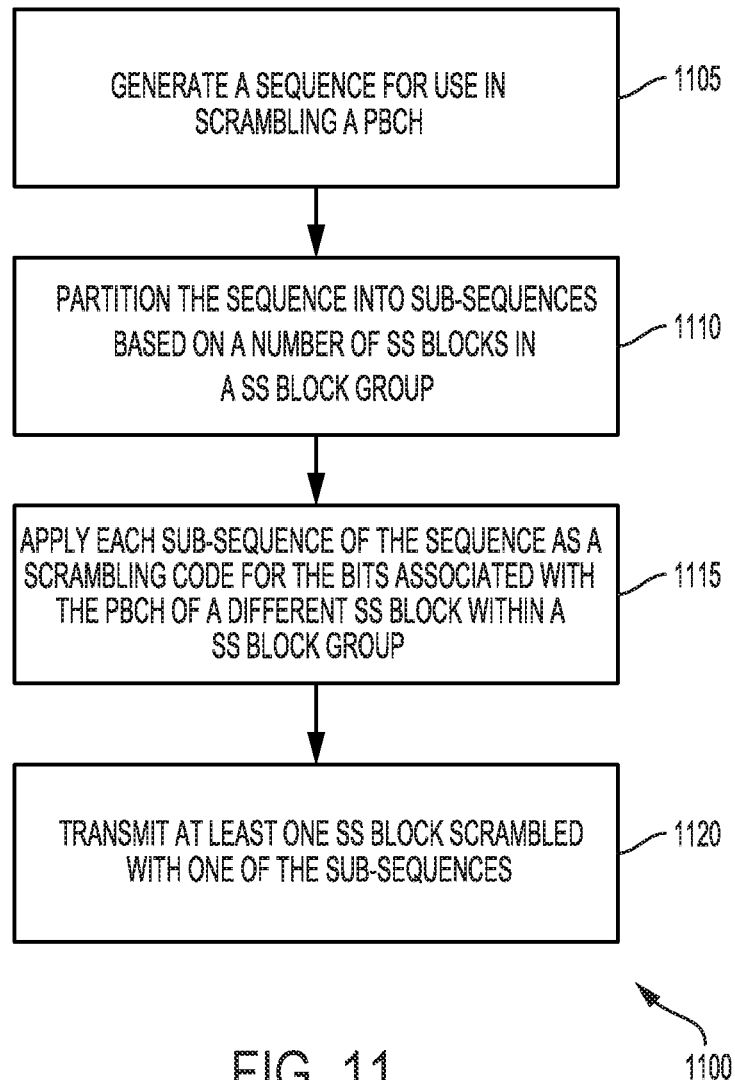 GENERATE A SEQUENCE FOR USE IN
SCRAMBLING A PBCH
1105
PARTITION THE SEQUENCE INTO SUB-SEQUENCES
BASED ON A NUMBER OF SS BLOCKS IN
A SS BLOCK GROUP
1110
APPLY EACH SUB-SEQUENCE OF THE SEQUENCE AS A
SCRAMBLING CODE FOR THE BITS ASSOCIATED WITH
THE PBCH OF A DIFFERENT SS BLOCK WITHIN A
SS BLOCK GROUP
1115
TRANSMIT AT LEAST ONE SS BLOCK SCRAMBLED
WITH ONE OF THE SUB-SEQUENCES
1120
1100
FIG. 11